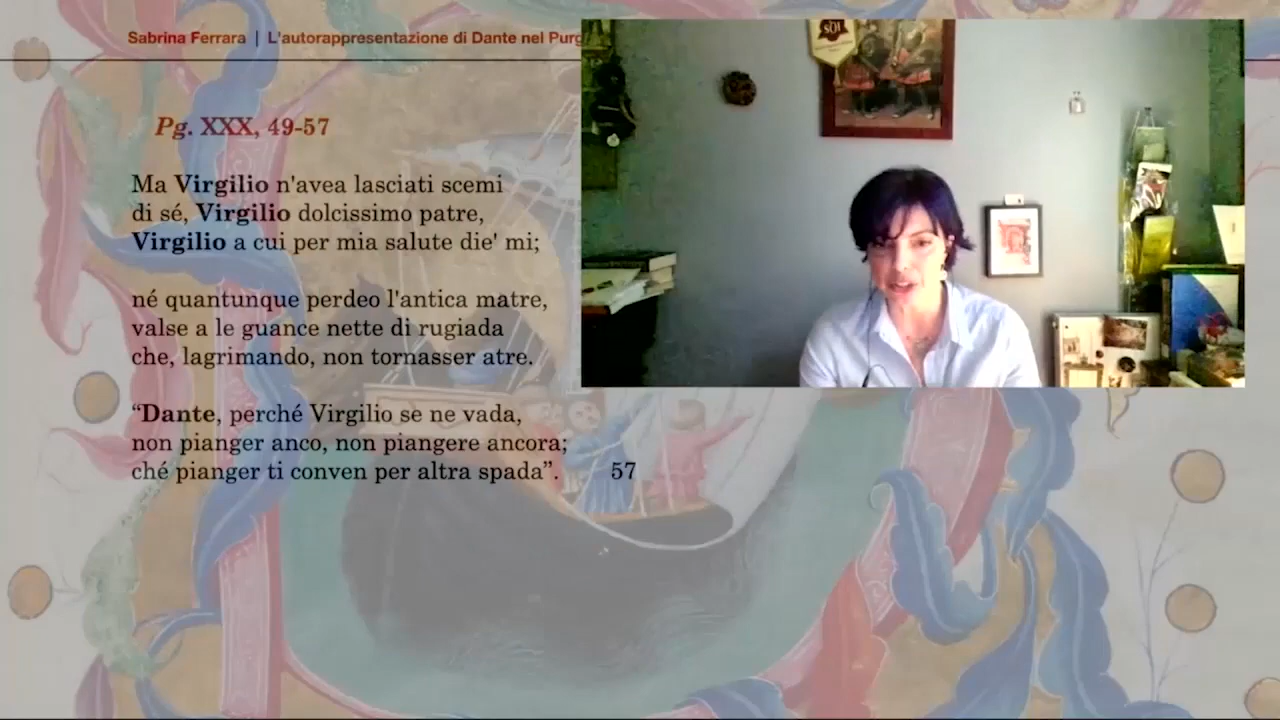 Sabrina Ferrara | L'autorappresentazione di Dante nel Purg
SOI
Pg. XXX, 49-57
Ma Virgilio n'avea lasciati scemi
di sé, Virgilio dolcissimo patre,
Virgilio a cui per mia salute die' mi;
né quantunque perdeo l'antica matre,
valse a le guance nette di rugiada
che, lagrimando, non tornasser atre.
“Dante, perché Virgilio se ne vada,
non pianger anco, non piangere ancora;
ché pianger ti conven per altra spada”. 57